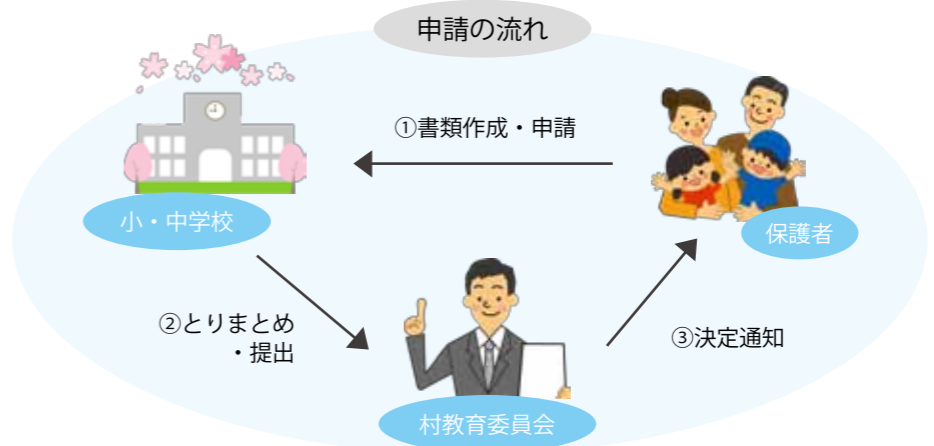 申請の流れ
①書類作成・申請
小・中学校
保護者
②とりまとめ
・提出
③決定通知
村教育委員会